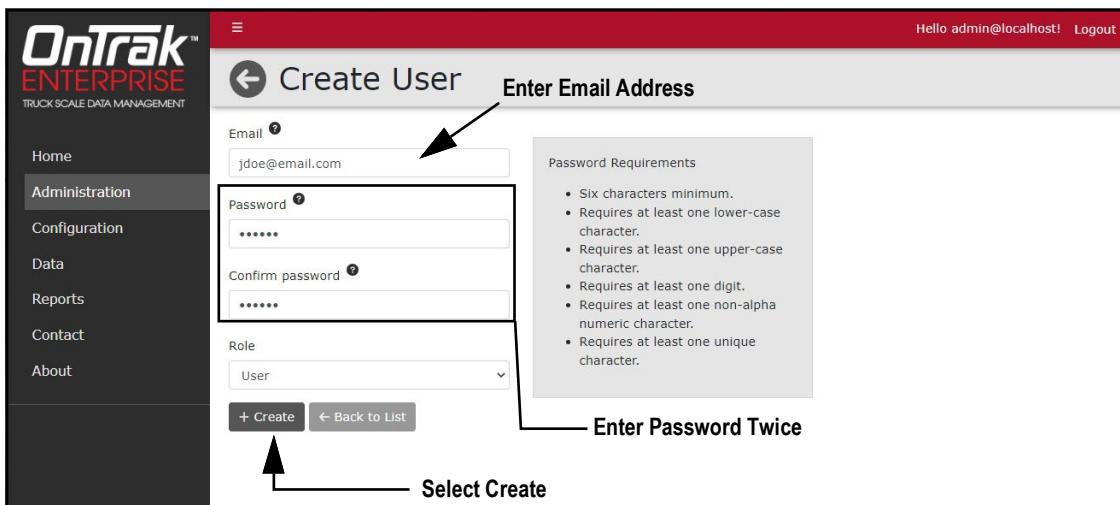 OnTrak™
ENTERPRISE
TRUCK SCALE DATA MANAGEMENT
Home
Administration
Configuration
Data
Reports
Contact
About
Hello admin@localhost! Logout
Create User
Enter Email Address
Email
jdoe@email.com
Password
••••••
Confirm password
••••••
Role
User
+ Create
← Back to List
Password Requirements
• Six characters minimum.
• Requires at least one lower-case
character.
• Requires at least one upper-case
character.
• Requires at least one digit.
• Requires at least one non-alpha
numeric character.
• Requires at least one unique
character.
Enter Password Twice
Select Create